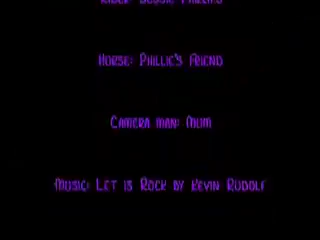 Horse: Phillie's Friend
Camera man: Mum
Music: Let is Rock by Kevin Rudolf